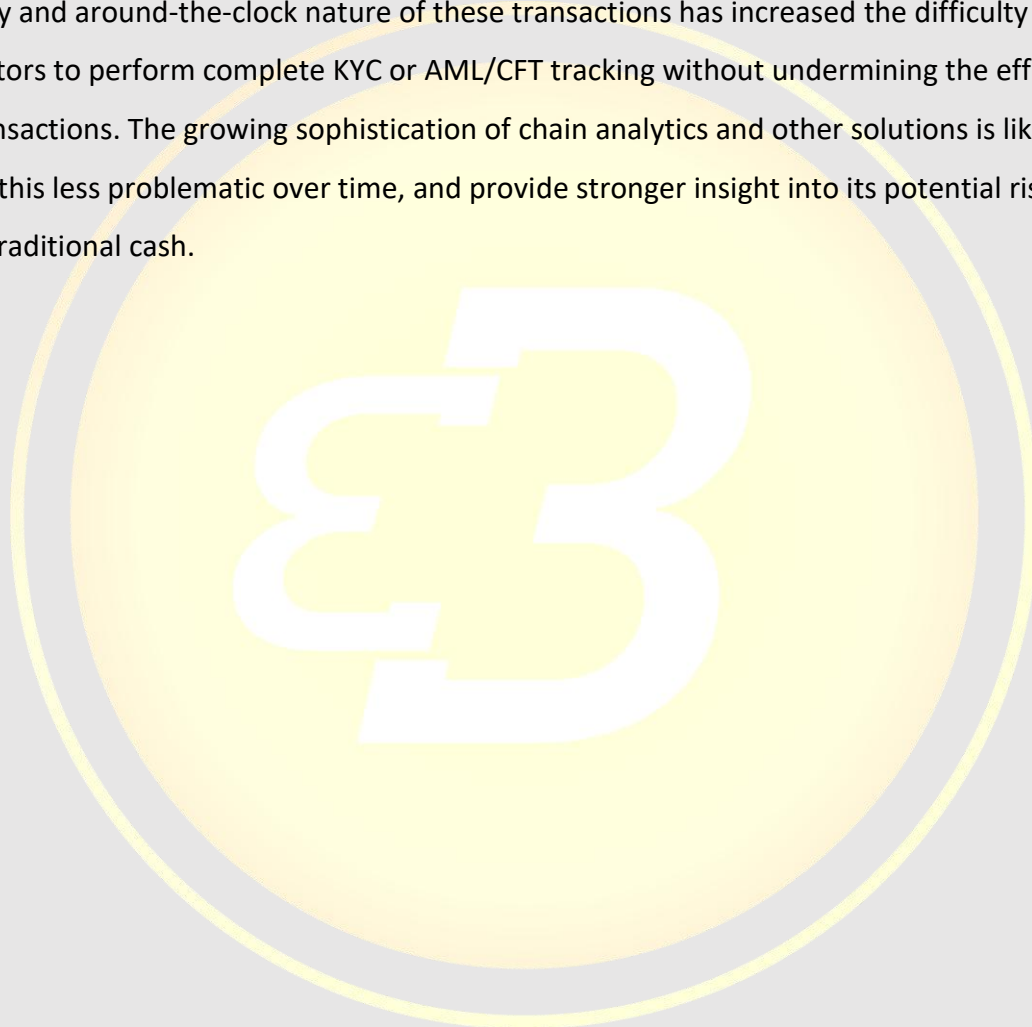 y and around-the-clock nature of these transactions has increased the difficulty
tors to perform complete KYC or AML/CFT tracking without undermining the eff
nsactions. The growing sophistication of chain analytics and other solutions is lik
this less problematic over time, and provide stronger insight into its potential ris
raditional cash.